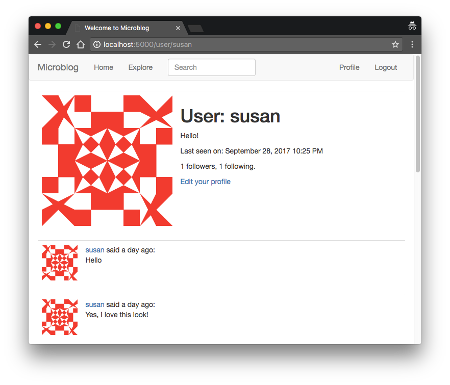 Welcome to Microblog
localhost:5000/user/susan
Microblog Home Explore Search Profile Logout
User: susan
Hello!
Last seen on: September 28, 2017 10:25 PM
1 followers, 1 following.
Edit your profile
susan said a day ago:
Hello
susan said a day ago:
Yes, I love this look!